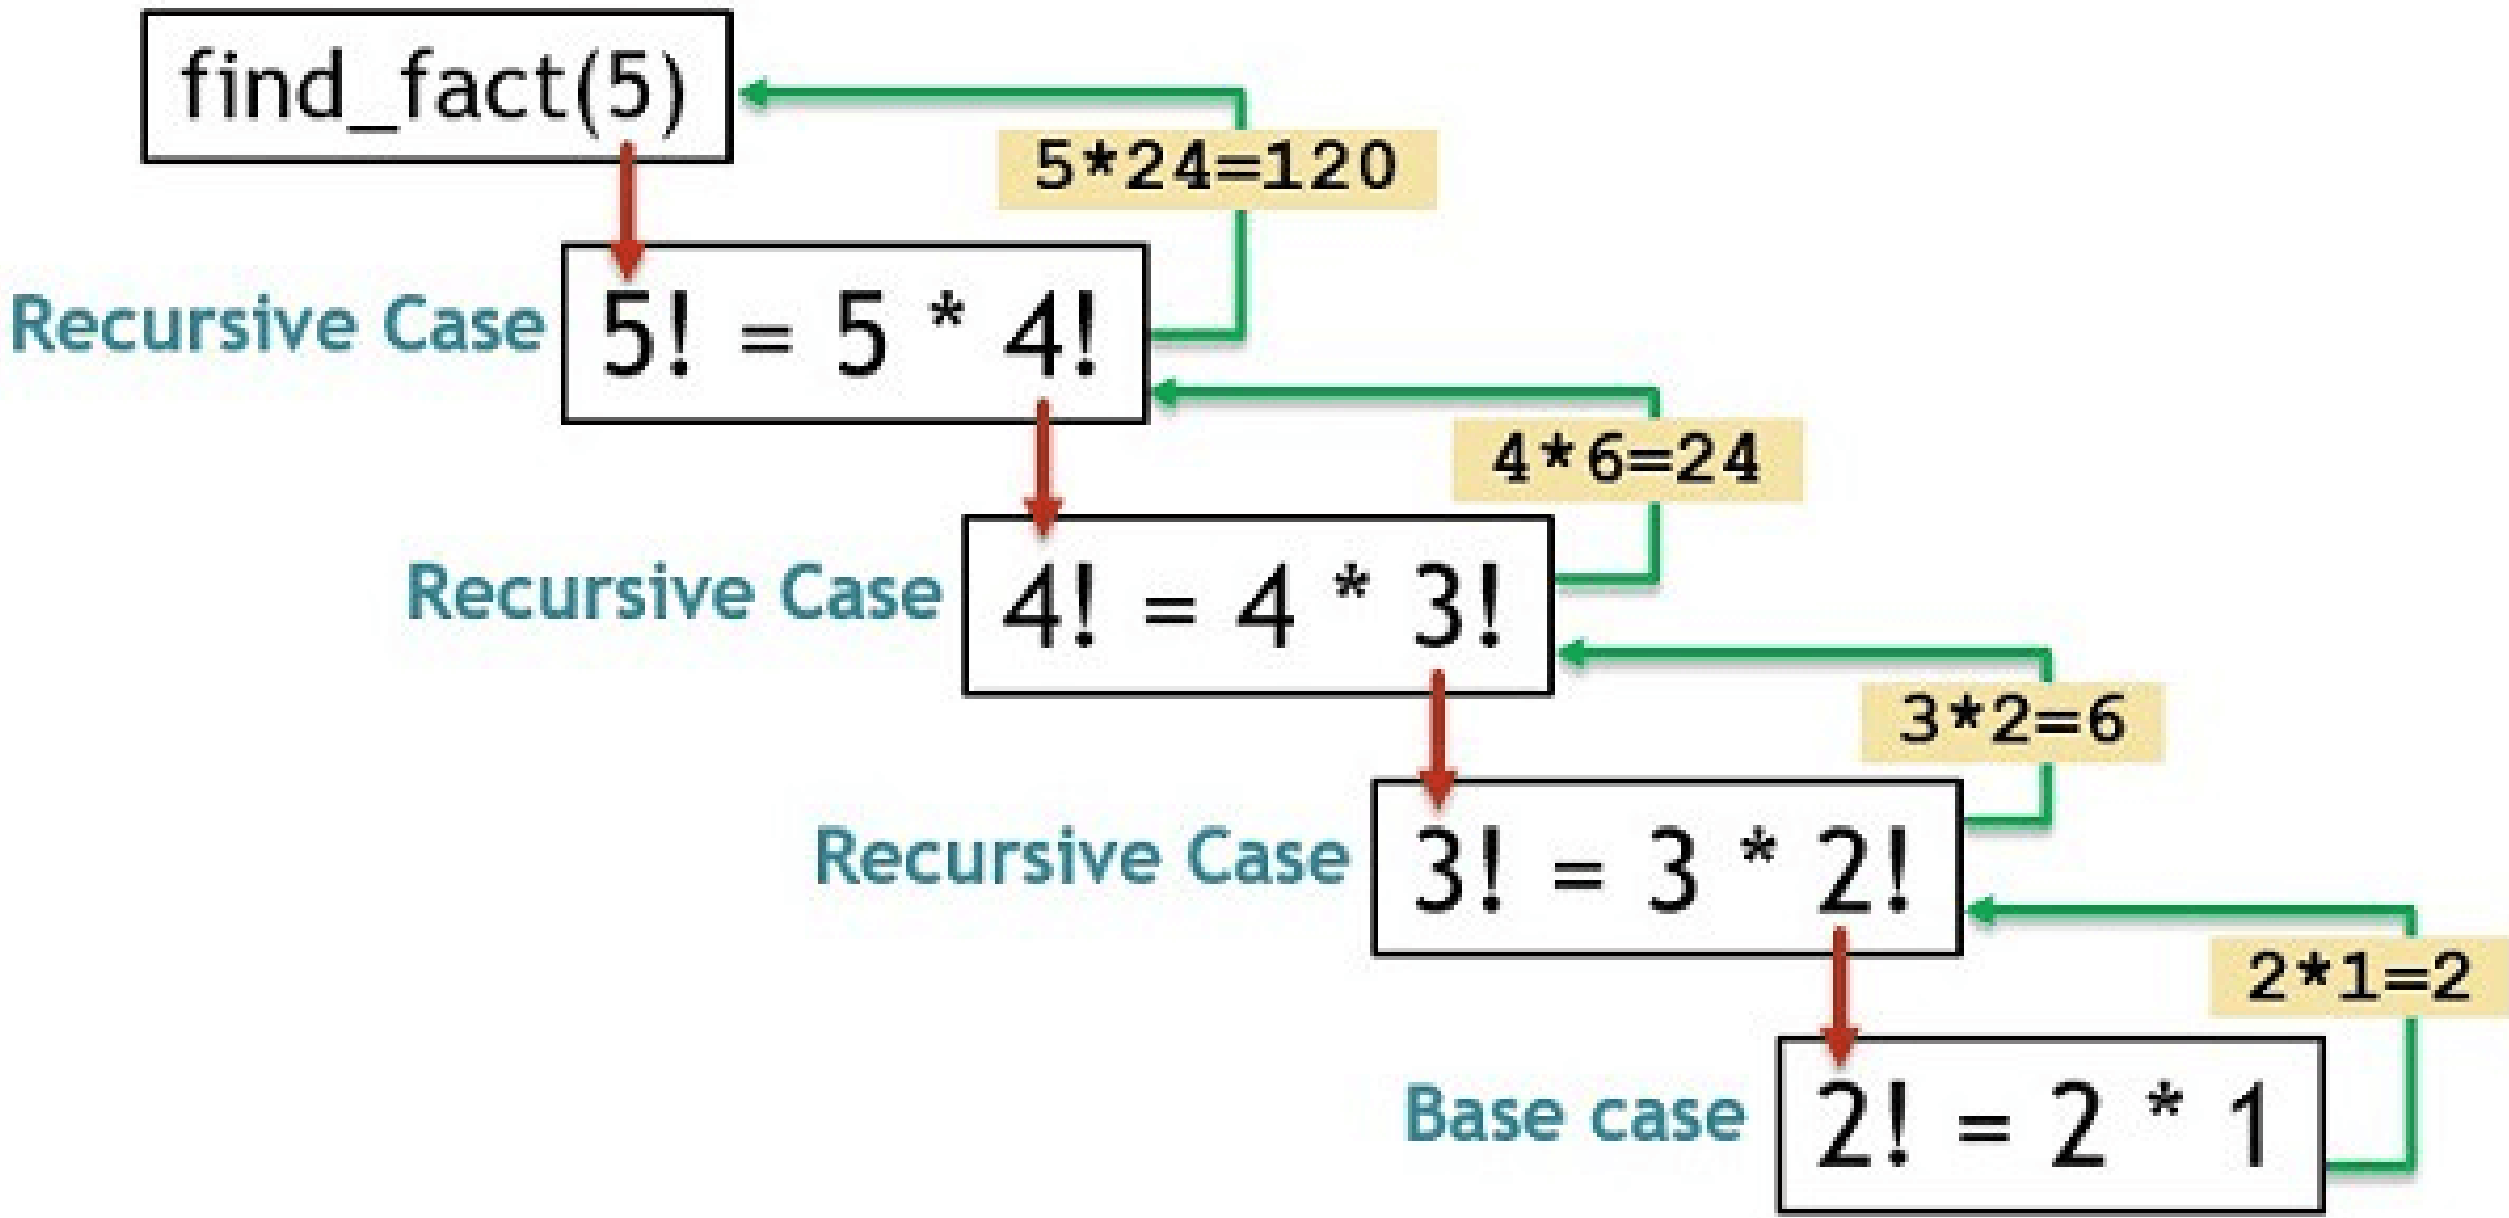 find_fact(5)
5*24=120
Recursive Case
5! = 5 * 4!
4*6=24
Recursive Case
4! = 4 * 3!
3*2=6
Recursive Case
3! = 3 * 2!
2*1=2
Base case
2! = 2 * 1